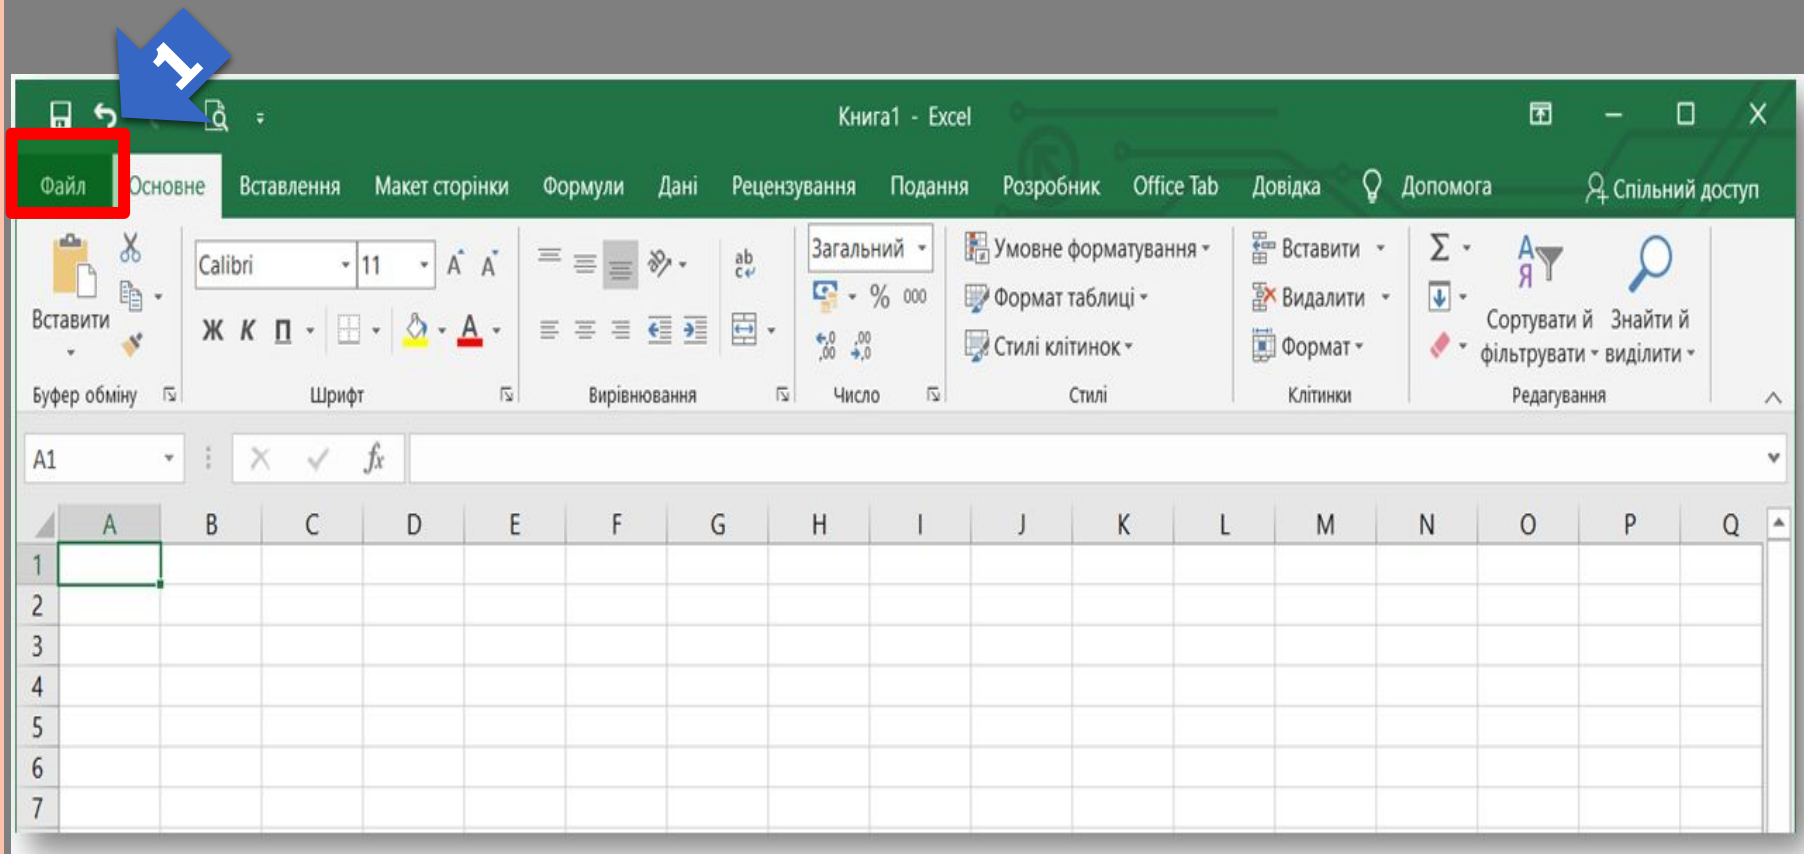 1
Книга1 - Excel
Файл Основне Вставлення Макет сторінки Формули Дані Рецензування Подання Розробник Office Tab Довідка Допомога Спільний доступ
Вставити
Calibri 11
Ж К П А
ab
c
Загальний
% 000
Умовне форматування
Формат таблиці
Стилі клітинок
Вставити
Видалити
Формат
Σ
А
Я
Сортувати й
фільтрувати
Знайти й
виділити
Буфер обміну Шрифт Вирівнювання Число Стилі Клітинки Редагування
A1 fx
A B C D E F G H I J K L M N O P Q
1
2
3
4
5
6
7